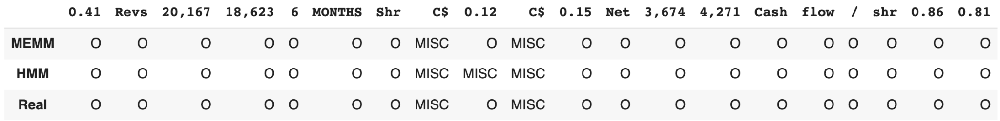 0.41 Revs 20,167 18,623 6 MONTHS Shr C$ 0.12 C$ 0.15 Net 3,674 4,271 Cash flow / shr 0.86 0.81
MEMM O O O O O O O MISC O MISC O O O O O O O O O O
HMM O O O O O O O MISC MISC MISC O O O O O O O O O O
Real O O O O O O O MISC O MISC O O O O O O O O O O